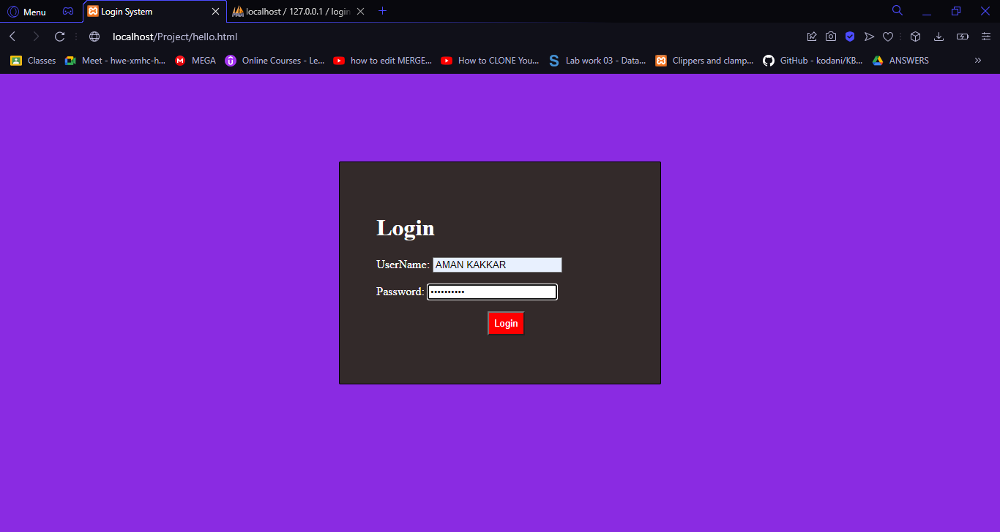 Menu
Login System
localhost / 127.0.0.1 / login
localhost/Project/hello.html
Classes
Meet - hwe-xmhc-h...
MEGA
Online Courses - Le...
how to edit MERGE...
How to CLONE You...
Lab work 03 - Data...
Clippers and clamp...
GitHub - kodani/KB...
ANSWERS
Login
UserName: AMAN KAKKAR
Password: ••••••••••
Login